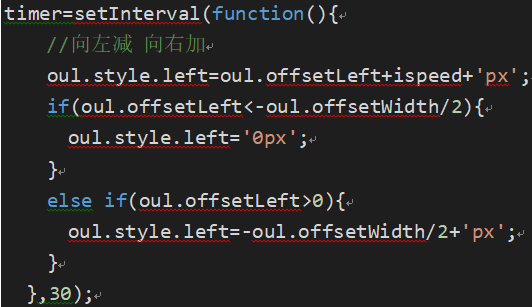 timer=setInterval(function(){↵
//向左减 向右加↵
oul.style.left=oul.offsetLeft+ispeed+'px';
if(oul.offsetLeft<-oul.offsetWidth/2){↵
oul.style.left='0px';↵
}↵
else if(oul.offsetLeft>0){↵
oul.style.left=-oul.offsetWidth/2+'px';↵
}↵
},30);↵